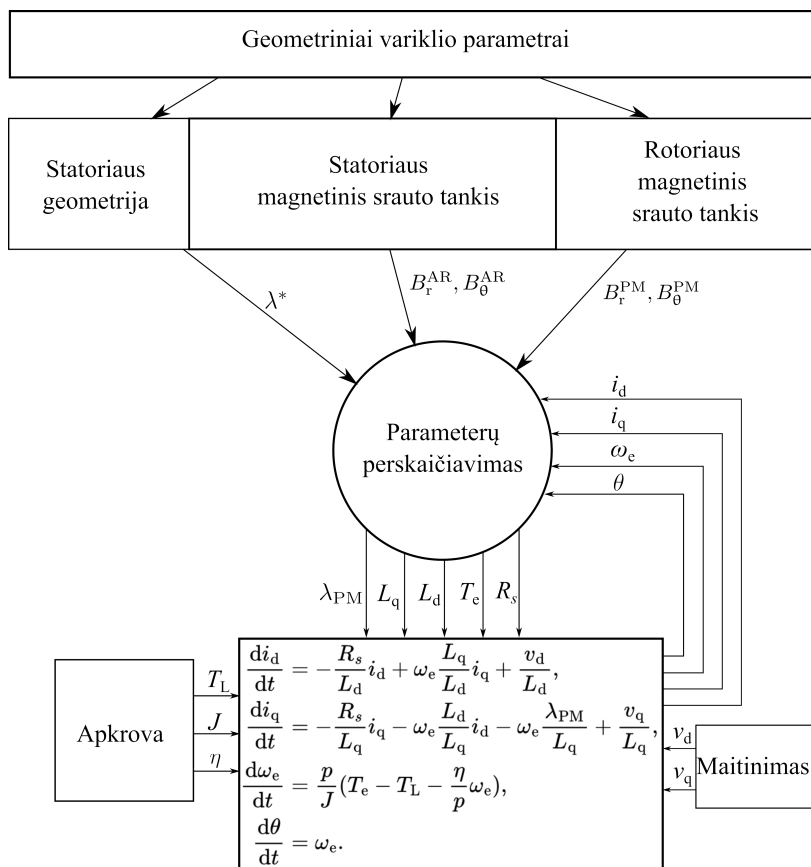 Geometriniai variklio parametrai
Statoriaus
geometrija
Statoriaus
magnetinis srauto tankis
Rotoriaus
magnetinis
srauto tankis
λ*
B_r^AR, B_θ^AR
B_r^PM, B_θ^PM
Parameterų
perskaičiavimas
i_d
i_q
ω_e
θ
λ_PM L_q L_d T_e R_s
Apkrova
T_L
J
η
di_d/dt = −(R_s/L_d) i_d + ω_e (L_q/L_d) i_q + v_d/L_d,
di_q/dt = −(R_s/L_q) i_q − ω_e (L_d/L_q) i_d − ω_e (λ_PM/L_q) + v_q/L_q,
dω_e/dt = (p/J)(T_e − T_L − (η/p) ω_e),
dθ/dt = ω_e.
v_d
v_q
Maitinimas